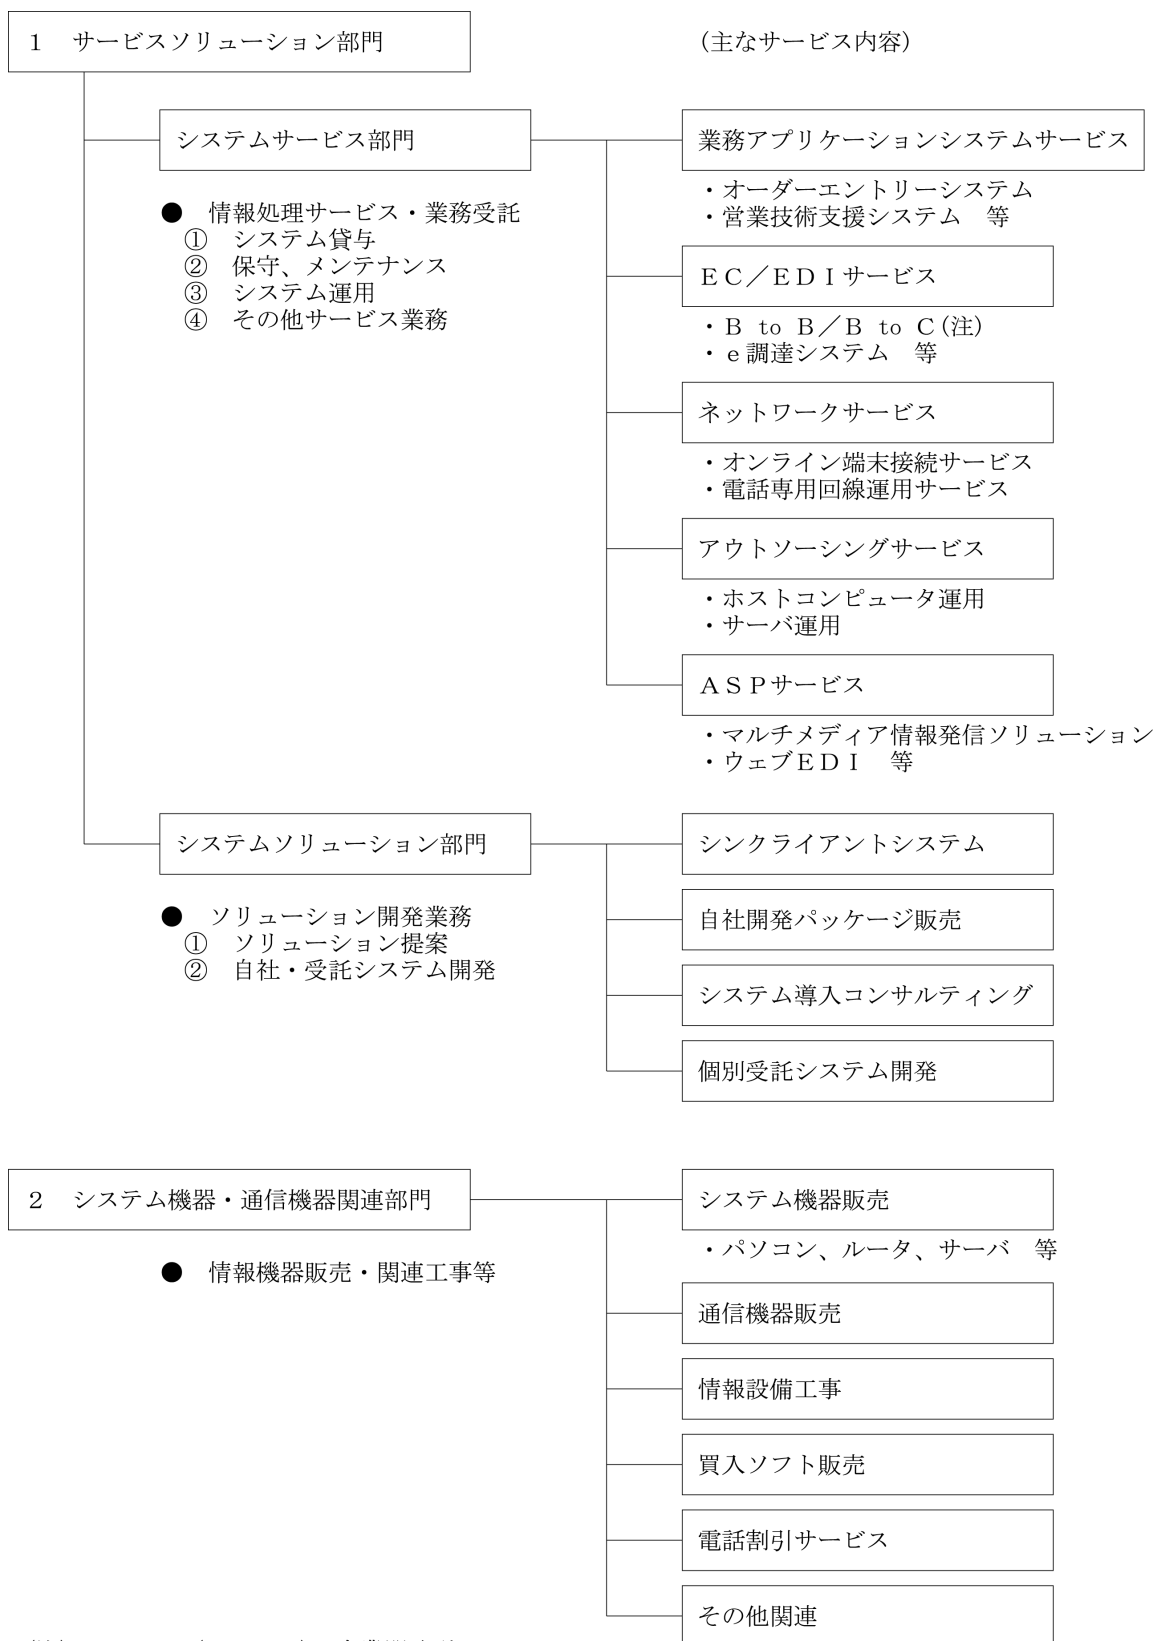 １　サービスソリューション部門
(主なサービス内容)
システムサービス部門
●　情報処理サービス・業務受託
①　システム貸与
②　保守、メンテナンス
③　システム運用
④　その他サービス業務
業務アプリケーションシステムサービス
・オーダーエントリーシステム
・営業技術支援システム　等
ＥＣ／ＥＤＩサービス
・Ｂ to Ｂ／Ｂ to Ｃ(注)
・ｅ調達システム　等
ネットワークサービス
・オンライン端末接続サービス
・電話専用回線運用サービス
アウトソーシングサービス
・ホストコンピュータ運用
・サーバ運用
ＡＳＰサービス
・マルチメディア情報発信ソリューション
・ウェブＥＤＩ　等
システムソリューション部門
●　ソリューション開発業務
①　ソリューション提案
②　自社・受託システム開発
シンクライアントシステム
自社開発パッケージ販売
システム導入コンサルティング
個別受託システム開発
２　システム機器・通信機器関連部門
●　情報機器販売・関連工事等
システム機器販売
・パソコン、ルータ、サーバ　等
通信機器販売
情報設備工事
買入ソフト販売
電話割引サービス
その他関連